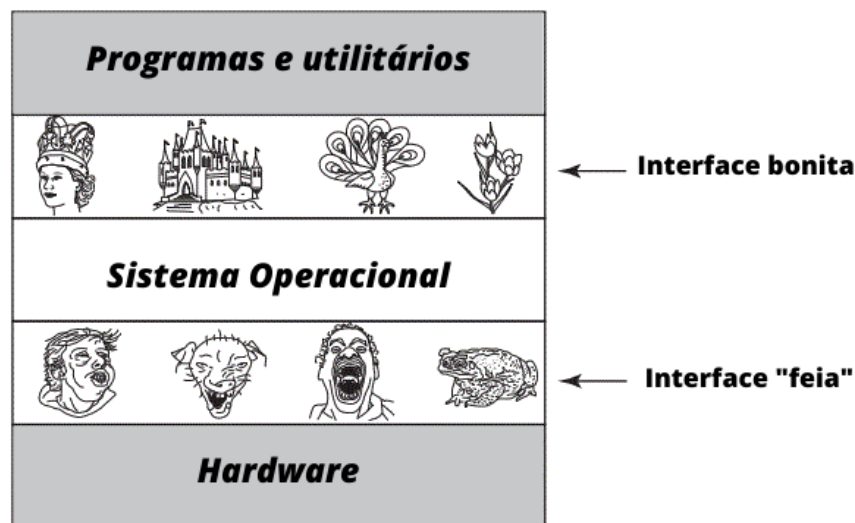 Programas e utilitários
Interface bonita
Sistema Operacional
Interface "feia"
Hardware